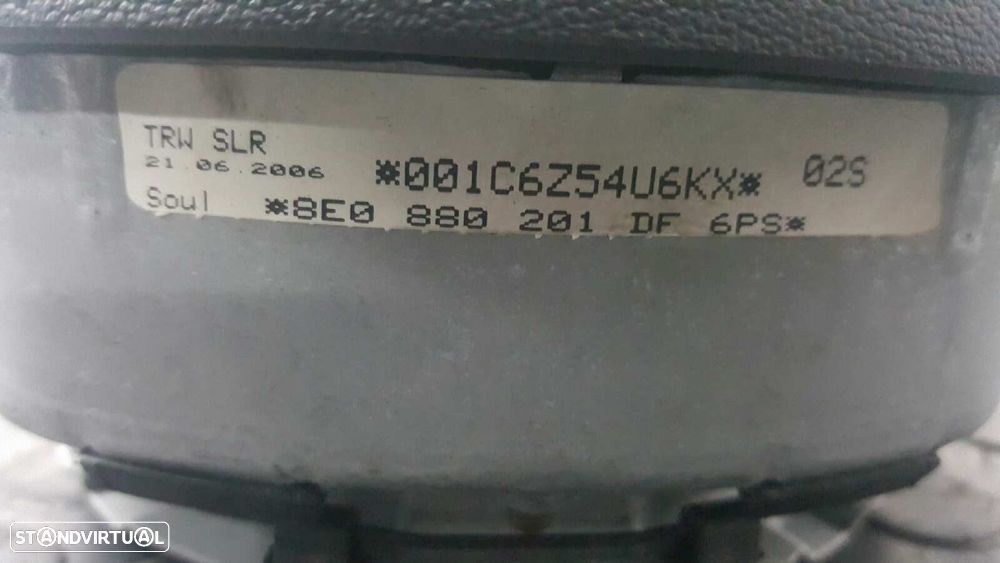 TRW SLR
21.06.2006
*001C6Z54U6KX*
02S
Soul
*8E0 880 201 DF 6PS*
STANDVIRTUAL